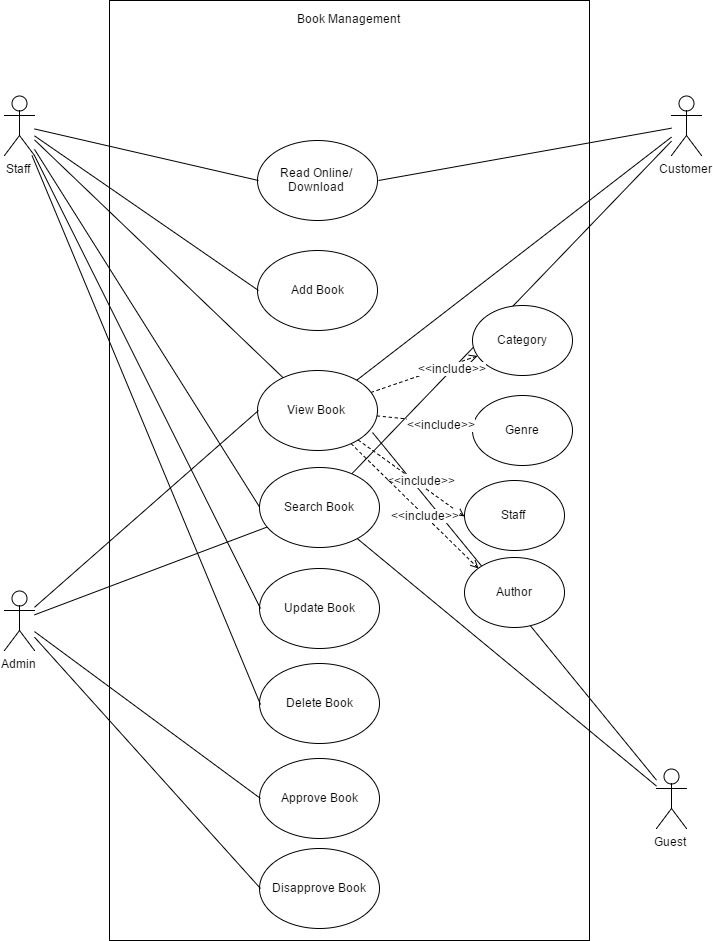 Book Management
Staff
Customer
Read Online/
Download
Add Book
Category
<<include>>
View Book
<<include>>
Genre
<<include>>
Search Book
<<include>>
Staff
Author
Update Book
Admin
Delete Book
Approve Book
Guest
Disapprove Book